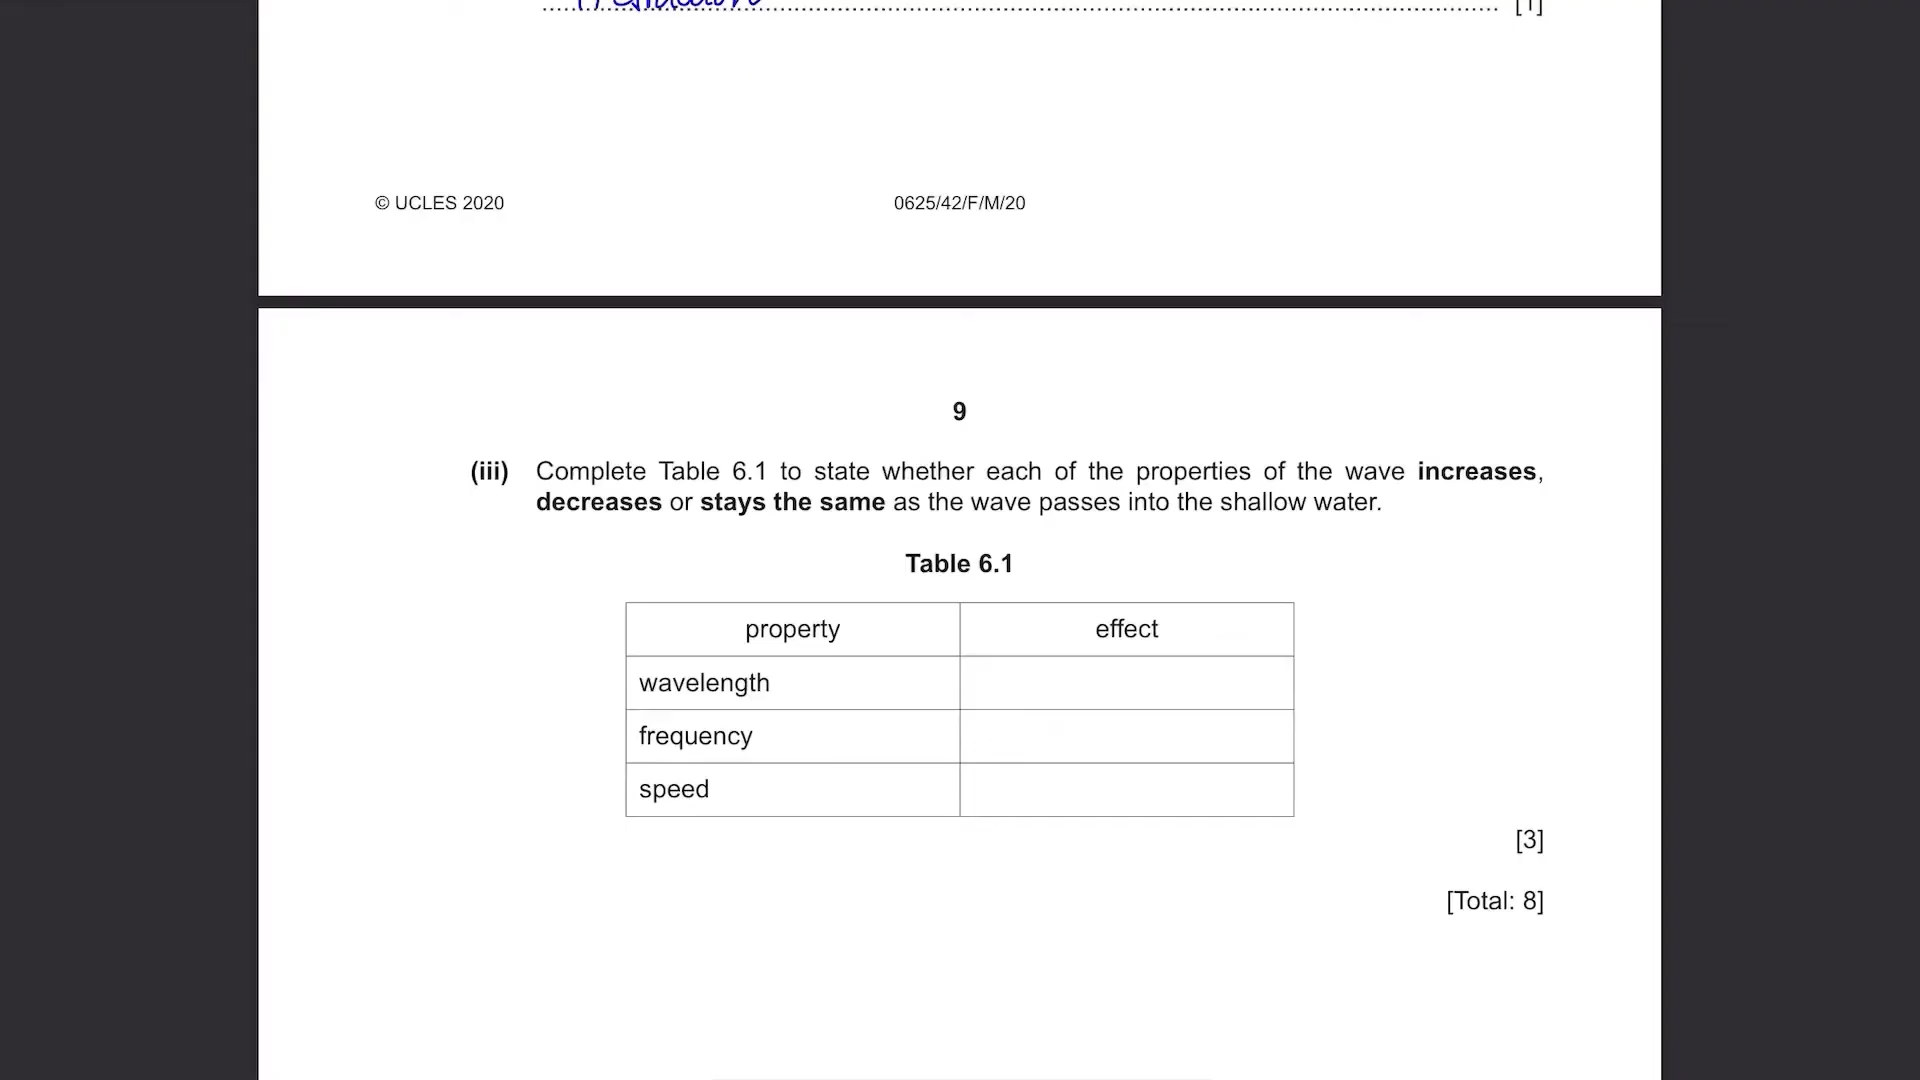 [1]
© UCLES 2020 0625/42/F/M/20
9
(iii) Complete Table 6.1 to state whether each of the properties of the wave increases,
decreases or stays the same as the wave passes into the shallow water.
Table 6.1
property effect
wavelength
frequency
speed
[3]
[Total: 8]